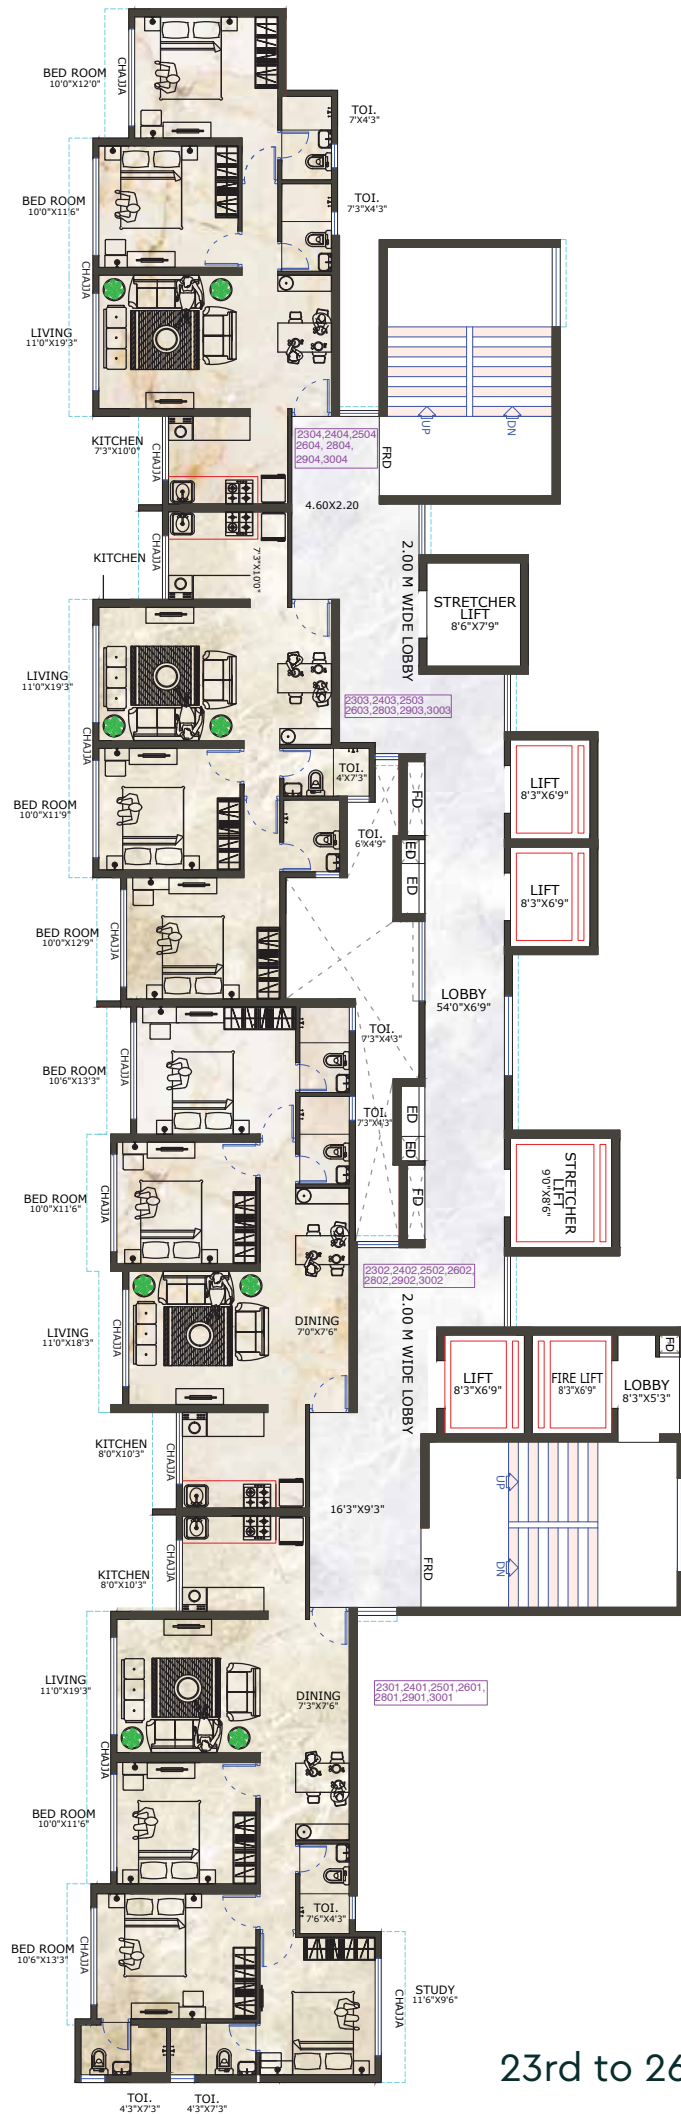 BED ROOM
10'0"X12'0"
CHAJJA
TOI.
7'X4'3"
BED ROOM
10'0"X11'6"
TOI.
7'3"X4'3"
CHAJJA
LIVING
11'0"X19'3"
UP
DN
KITCHEN
7'3"X10'0"
CHAJJA
2304,2404,2504
2604, 2804,
2904,3004
FRD
4.60X2.20
KITCHEN
CHAJJA
7'3"X10'0"
2.00 M WIDE LOBBY
STRETCHER
LIFT
8'6"X7'9"
LIVING
11'0"X19'3"
2303,2403,2503
2603,2803,2903,3003
CHAJJA
TOI.
4'X7'3"
LIFT
8'3"X6'9"
BED ROOM
10'0"X11'9"
FD
TOI.
6'X4'9"
ED
ED
LIFT
8'3"X6'9"
BED ROOM
10'0"X12'9"
CHAJJA
LOBBY
54'0"X6'9"
TOI.
7'3"X4'3"
BED ROOM
10'6"X13'3"
CHAJJA
TOI.
7'3"X4'3"
ED
ED
BED ROOM
10'0"X11'6"
CHAJJA
FD
STRETCHER
LIFT
9'0"X8'6"
2302,2402,2502,2602,
2802,2902,3002
LIVING
11'0"X18'3"
CHAJJA
DINING
7'0"X7'6"
2.00 M WIDE LOBBY
LIFT
8'3"X6'9"
FIRE LIFT
8'3"X6'9"
FD
LOBBY
8'3"X5'3"
KITCHEN
8'0"X10'3"
CHAJJA
UP
16'3"X9'3"
KITCHEN
8'0"X10'3"
CHAJJA
FRD
DN
LIVING
11'0"X19'3"
DINING
7'3"X7'6"
2301,2401,2501,2601,
2801,2901,3001
CHAJJA
BED ROOM
10'0"X11'6"
TOI.
7'6"X4'3"
BED ROOM
10'6"X13'3"
CHAJJA
STUDY
11'6"X9'6"
CHAJJA
23rd to 26
TOI.
4'3"X7'3"
TOI.
4'3"X7'3"